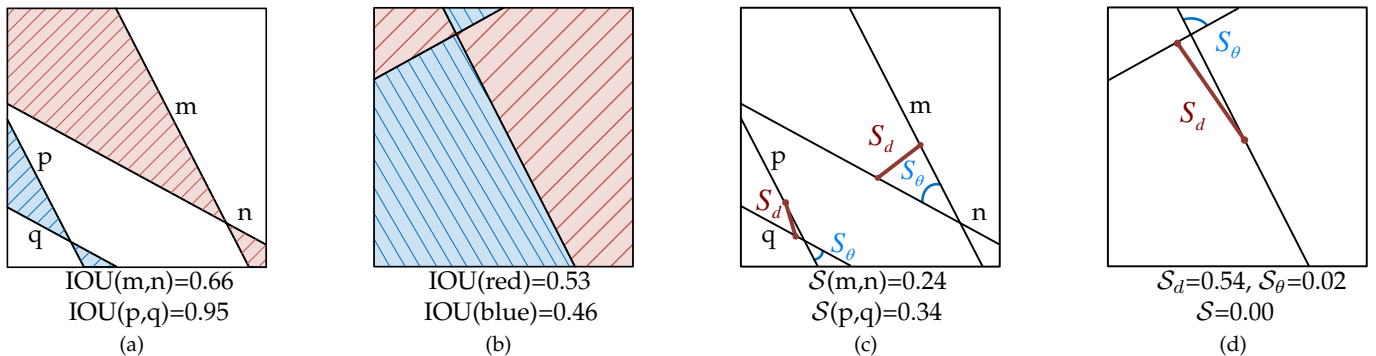 m
p
n
q
IOU(m,n)=0.66
IOU(p,q)=0.95
(a)
IOU(red)=0.53
IOU(blue)=0.46
(b)
m
S_d
p
S_θ
S_d
n
q
S_θ
𝒮(m,n)=0.24
𝒮(p,q)=0.34
(c)
S_θ
S_d
𝒮_d=0.54, 𝒮_θ=0.02
𝒮=0.00
(d)